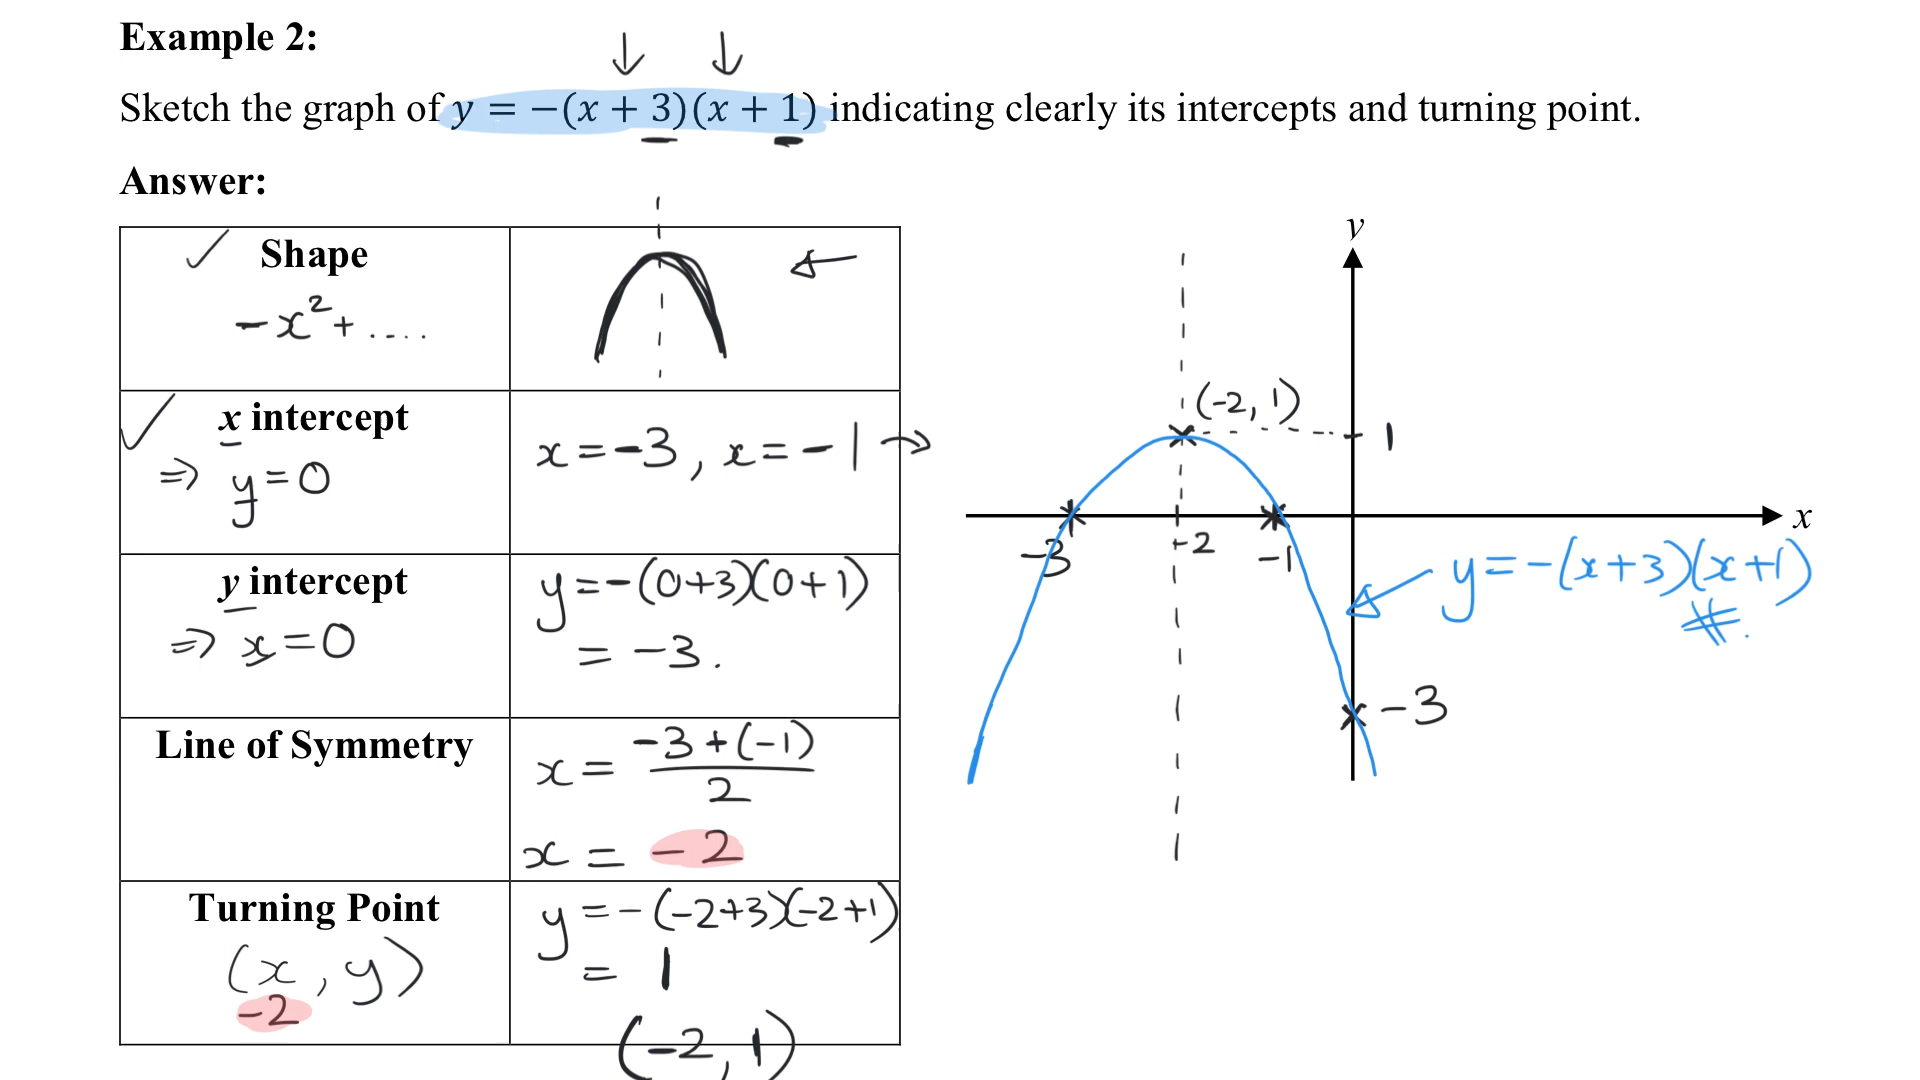 Example 2:
Sketch the graph of y = −(x + 3)(x + 1) indicating clearly its intercepts and turning point.
Answer:
Shape
-x²+ ....
x intercept
⇒ y=0
x=-3, x=-1 →
y intercept
⇒ x=0
y=-(0+3)(0+1)
= -3.
Line of Symmetry
x = \frac{-3+(-1)}{2}
x = -2
Turning Point
(x, y)
-2
y=-(-2+3)(-2+1)
= 1
(-2, 1)
y
(-2, 1)
1
x
-3
-2
-1
y=-(x+3)(x+1)
#.
-3